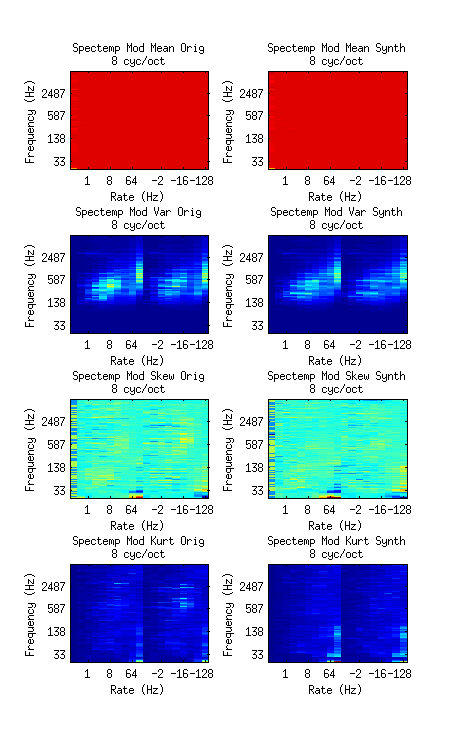 Spectemp Mod Mean Orig
8 cyc/oct
Spectemp Mod Mean Synth
8 cyc/oct
Frequency (Hz)
2487
587
138
33
1 8 64 -2 -16-128
Rate (Hz)
Frequency (Hz)
2487
587
138
33
1 8 64 -2 -16-128
Rate (Hz)
Spectemp Mod Var Orig
8 cyc/oct
Spectemp Mod Var Synth
8 cyc/oct
Frequency (Hz)
2487
587
138
33
1 8 64 -2 -16-128
Rate (Hz)
Frequency (Hz)
2487
587
138
33
1 8 64 -2 -16-128
Rate (Hz)
Spectemp Mod Skew Orig
8 cyc/oct
Spectemp Mod Skew Synth
8 cyc/oct
Frequency (Hz)
2487
587
138
33
1 8 64 -2 -16-128
Rate (Hz)
Frequency (Hz)
2487
587
138
33
1 8 64 -2 -16-128
Rate (Hz)
Spectemp Mod Kurt Orig
8 cyc/oct
Spectemp Mod Kurt Synth
8 cyc/oct
Frequency (Hz)
2487
587
138
33
1 8 64 -2 -16-128
Rate (Hz)
Frequency (Hz)
2487
587
138
33
1 8 64 -2 -16-128
Rate (Hz)